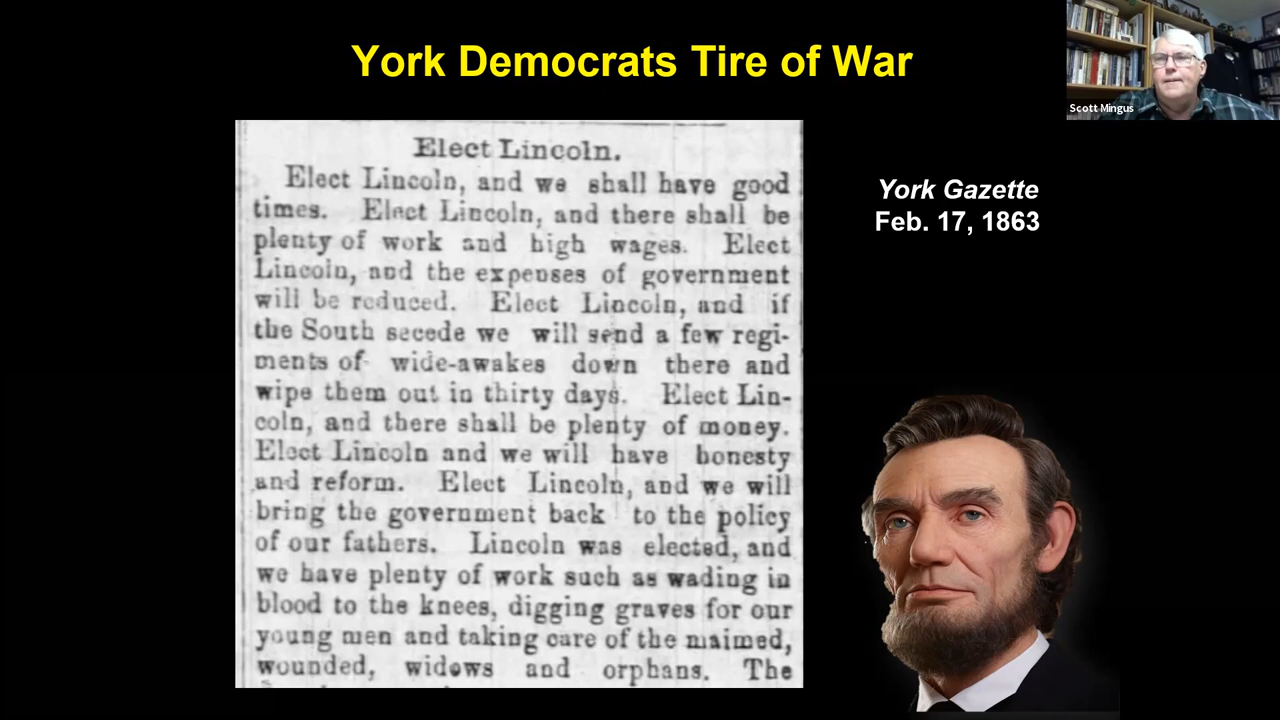 York Democrats Tire of War
Scott Mingus
Elect Lincoln.
Elect Lincoln, and we shall have good
times. Elect Lincoln, and there shall be
plenty of work and high wages. Elect
Lincoln, and the expenses of government
will be reduced. Elect Lincoln, and if
the South secede we will send a few regi-
ments of wide-awakes down there and
wipe them out in thirty days. Elect Lin-
coln, and there shall be plenty of money.
Elect Lincoln and we will have honesty
and reform. Elect Lincoln, and we will
bring the government back to the policy
of our fathers. Lincoln was elected, and
we have plenty of work such as wading in
blood to the knees, digging graves for our
young men and taking care of the maimed,
wounded, widows and orphans. The
York Gazette
Feb. 17, 1863